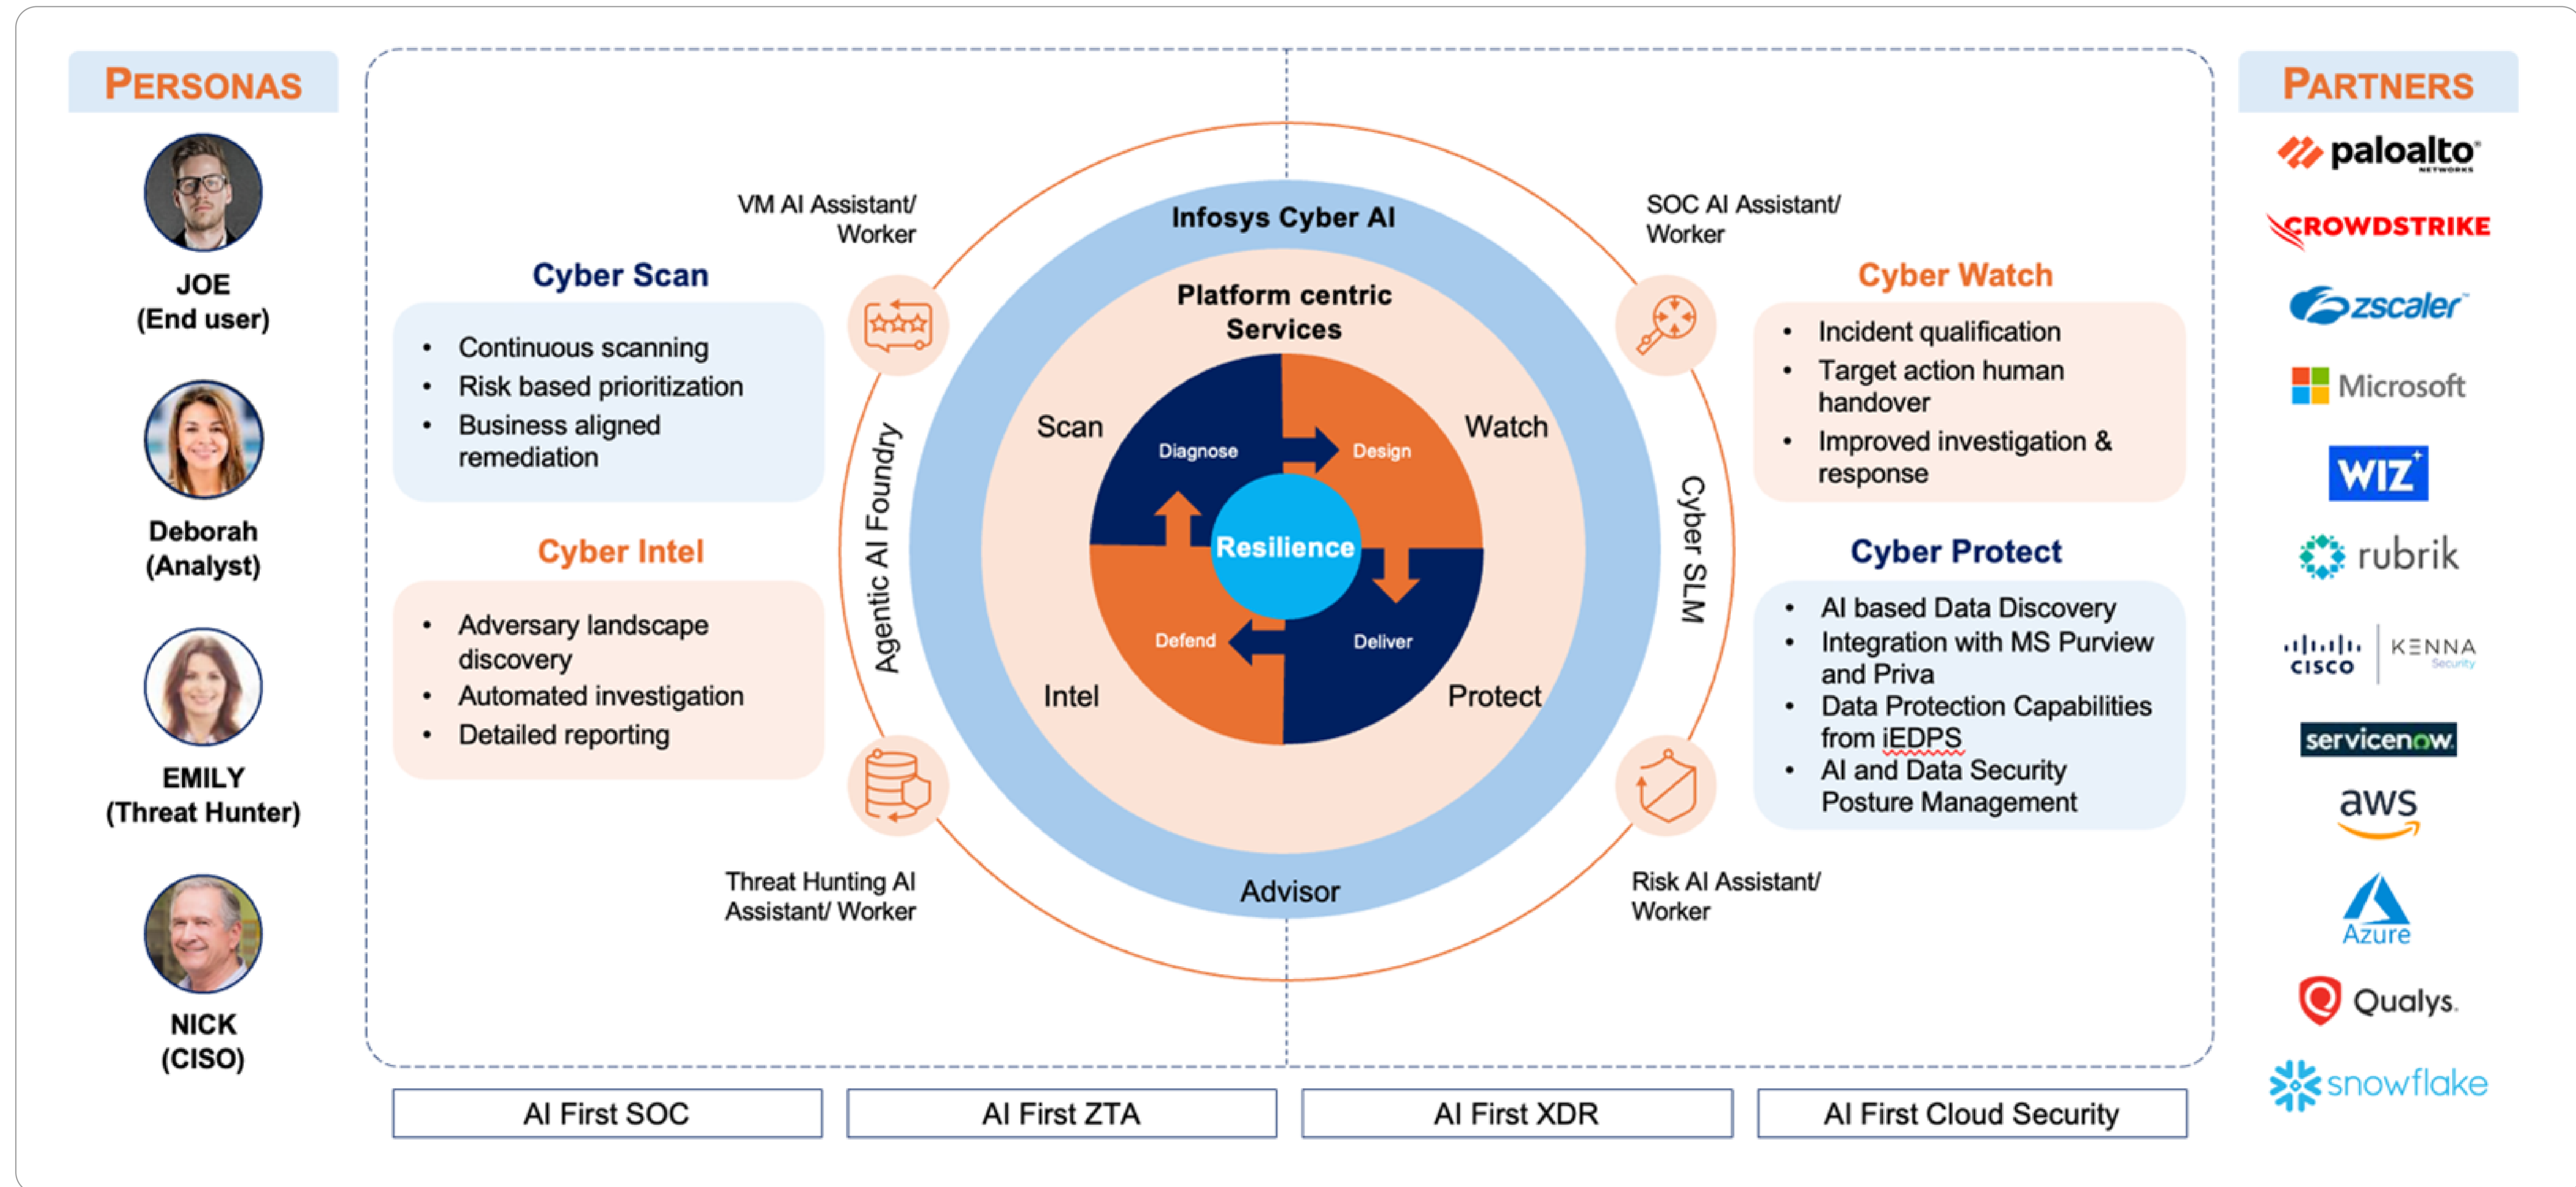 PERSONAS
JOE
(End user)
Deborah
(Analyst)
EMILY
(Threat Hunter)
NICK
(CISO)
VM AI Assistant/
Worker
Cyber Scan
• Continuous scanning
• Risk based prioritization
• Business aligned
remediation
Cyber Intel
• Adversary landscape
discovery
• Automated investigation
• Detailed reporting
Threat Hunting AI
Assistant/ Worker
Agentic AI Foundry
Infosys Cyber AI
Platform centric
Services
Scan
Watch
Diagnose
Design
Resilience
Defend
Deliver
Intel
Protect
Advisor
Cyber SLM
SOC AI Assistant/
Worker
Cyber Watch
• Incident qualification
• Target action human
handover
• Improved investigation &
response
Cyber Protect
• AI based Data Discovery
• Integration with MS Purview
and Priva
• Data Protection Capabilities
from iEDPS
• AI and Data Security
Posture Management
Risk AI Assistant/
Worker
AI First SOC
AI First ZTA
AI First XDR
AI First Cloud Security
PARTNERS
paloalto®
NETWORKS
CROWDSTRIKE
zscaler™
Microsoft
WIZ
rubrik
CISCO
KENNA
Security
servicenow.
aws
Azure
Qualys.
snowflake